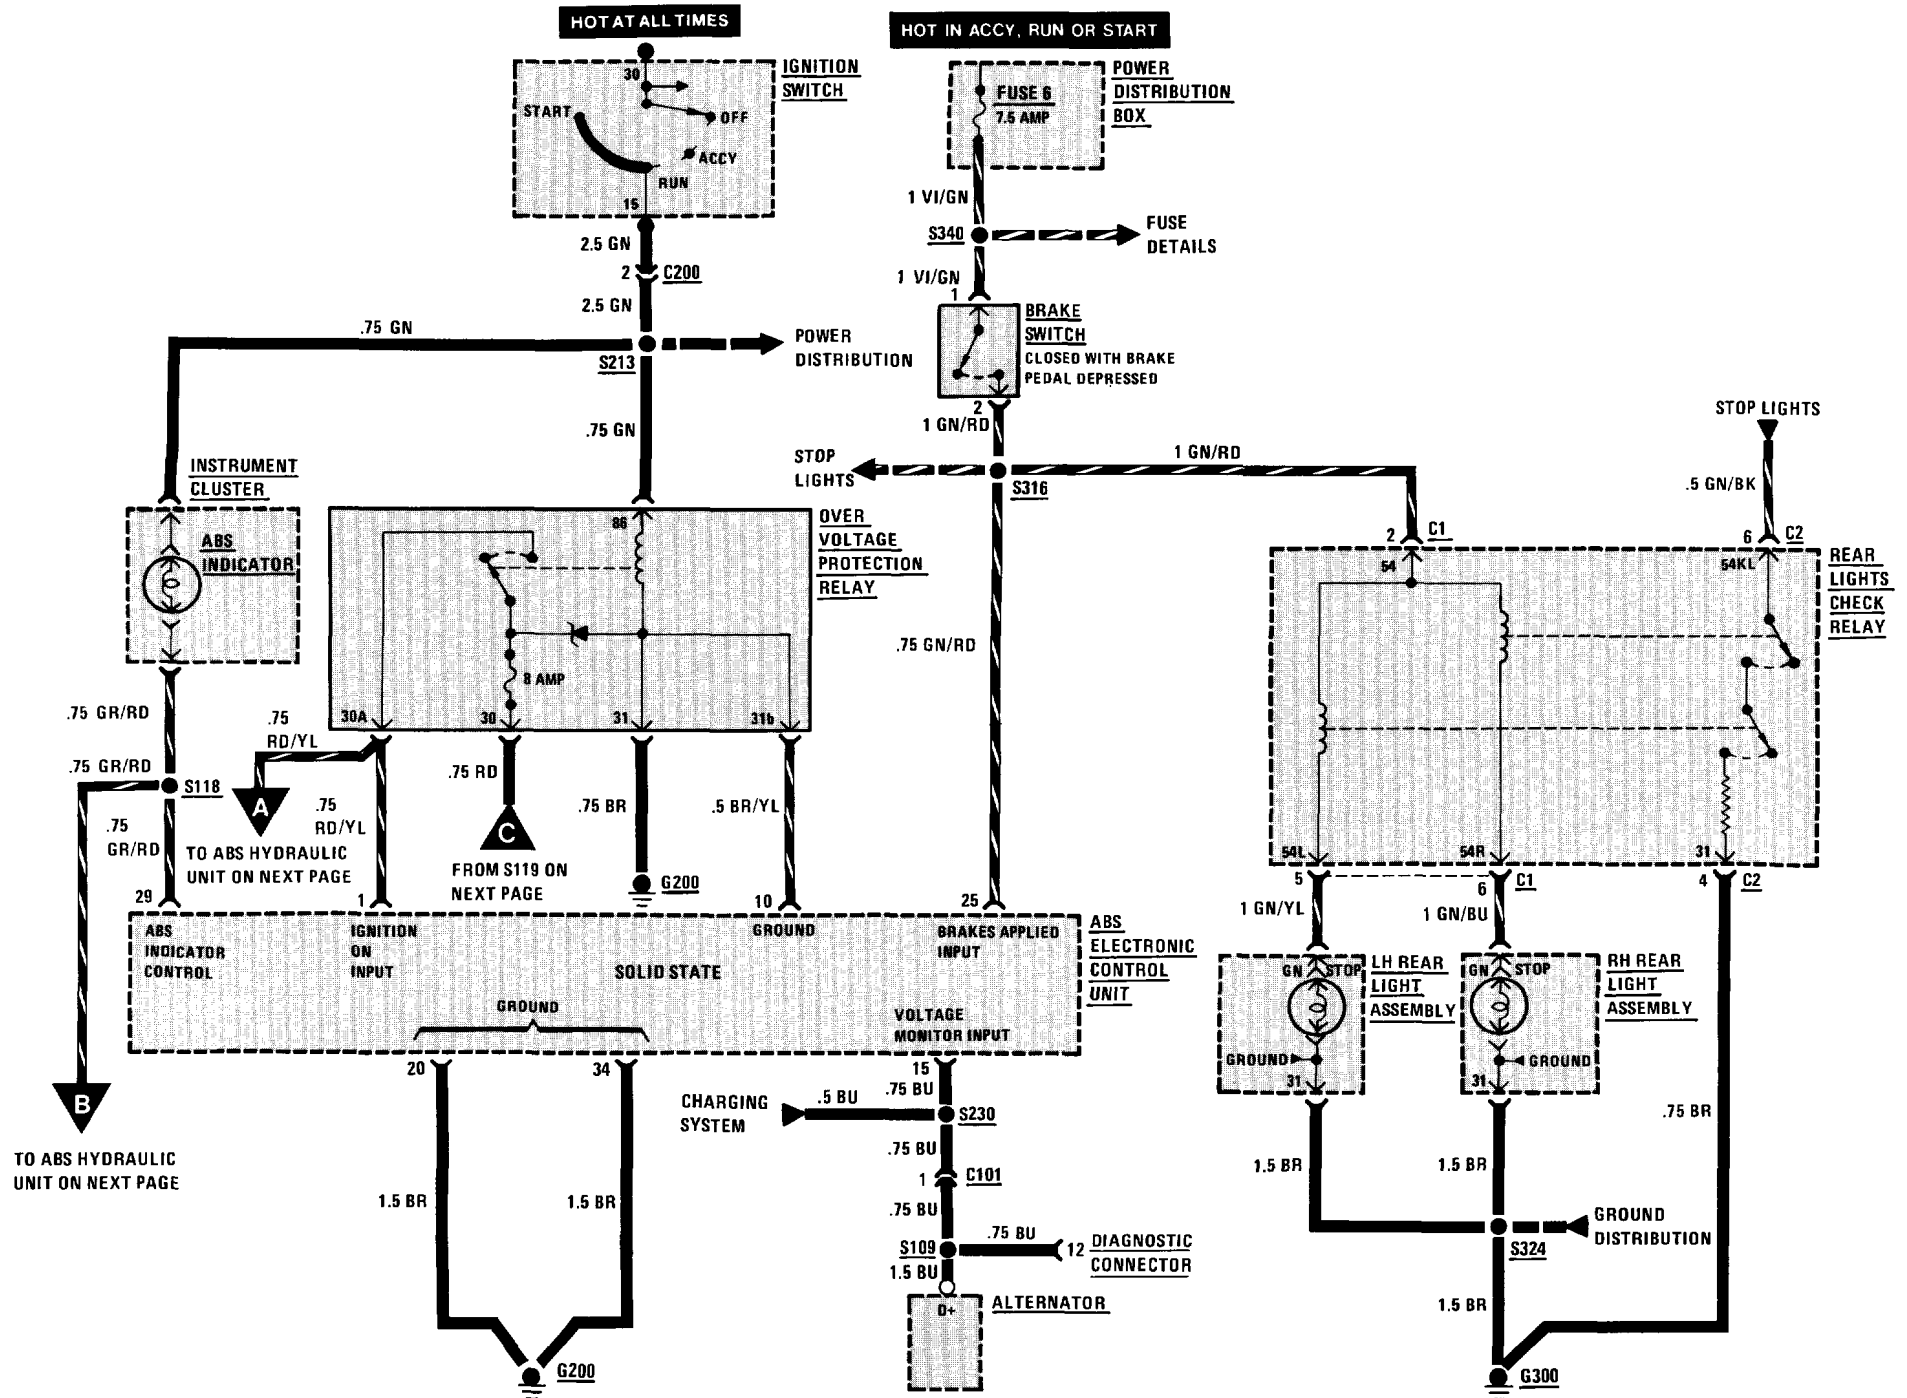 HOT AT ALL TIMES
HOT IN ACCY, RUN OR START
30
IGNITION
SWITCH
START
OFF
ACCY
RUN
15
FUSE 6
7.5 AMP
POWER
DISTRIBUTION
BOX
2.5 GN
2
C200
2.5 GN
1 VI/GN
S340
FUSE
DETAILS
1 VI/GN
1
.75 GN
S213
POWER
DISTRIBUTION
BRAKE
SWITCH
CLOSED WITH BRAKE
PEDAL DEPRESSED
2
1 GN/RD
.75 GN
STOP
LIGHTS
S316
1 GN/RD
STOP LIGHTS
.5 GN/BK
INSTRUMENT
CLUSTER
ABS
INDICATOR
86
OVER
VOLTAGE
PROTECTION
RELAY
8 AMP
30A
30
31
31b
2
C1
6
C2
54
54KL
REAR
LIGHTS
CHECK
RELAY
.75 GN/RD
54L
54R
31
5
6
C1
4
C2
.75 GR/RD
.75
RD/YL
.75 GR/RD
S118
A
.75
RD/YL
.75 RD
.75 BR
.5 BR/YL
.75
GR/RD
TO ABS HYDRAULIC
UNIT ON NEXT PAGE
C
FROM S119 ON
NEXT PAGE
G200
29
1
10
25
ABS
INDICATOR
CONTROL
IGNITION
ON
INPUT
GROUND
BRAKES APPLIED
INPUT
SOLID STATE
GROUND
VOLTAGE
MONITOR INPUT
ABS
ELECTRONIC
CONTROL
UNIT
1 GN/YL
1 GN/BU
GN
STOP
LH REAR
LIGHT
ASSEMBLY
GROUND
31
GN
STOP
RH REAR
LIGHT
ASSEMBLY
GROUND
31
20
34
15
.75 BU
CHARGING
SYSTEM
.5 BU
S230
.75 BU
1
C101
.75 BU
S109
.75 BU
12
DIAGNOSTIC
CONNECTOR
1.5 BU
D+
ALTERNATOR
B
TO ABS HYDRAULIC
UNIT ON NEXT PAGE
1.5 BR
1.5 BR
G200
.75 BR
1.5 BR
1.5 BR
GROUND
DISTRIBUTION
S324
1.5 BR
G300